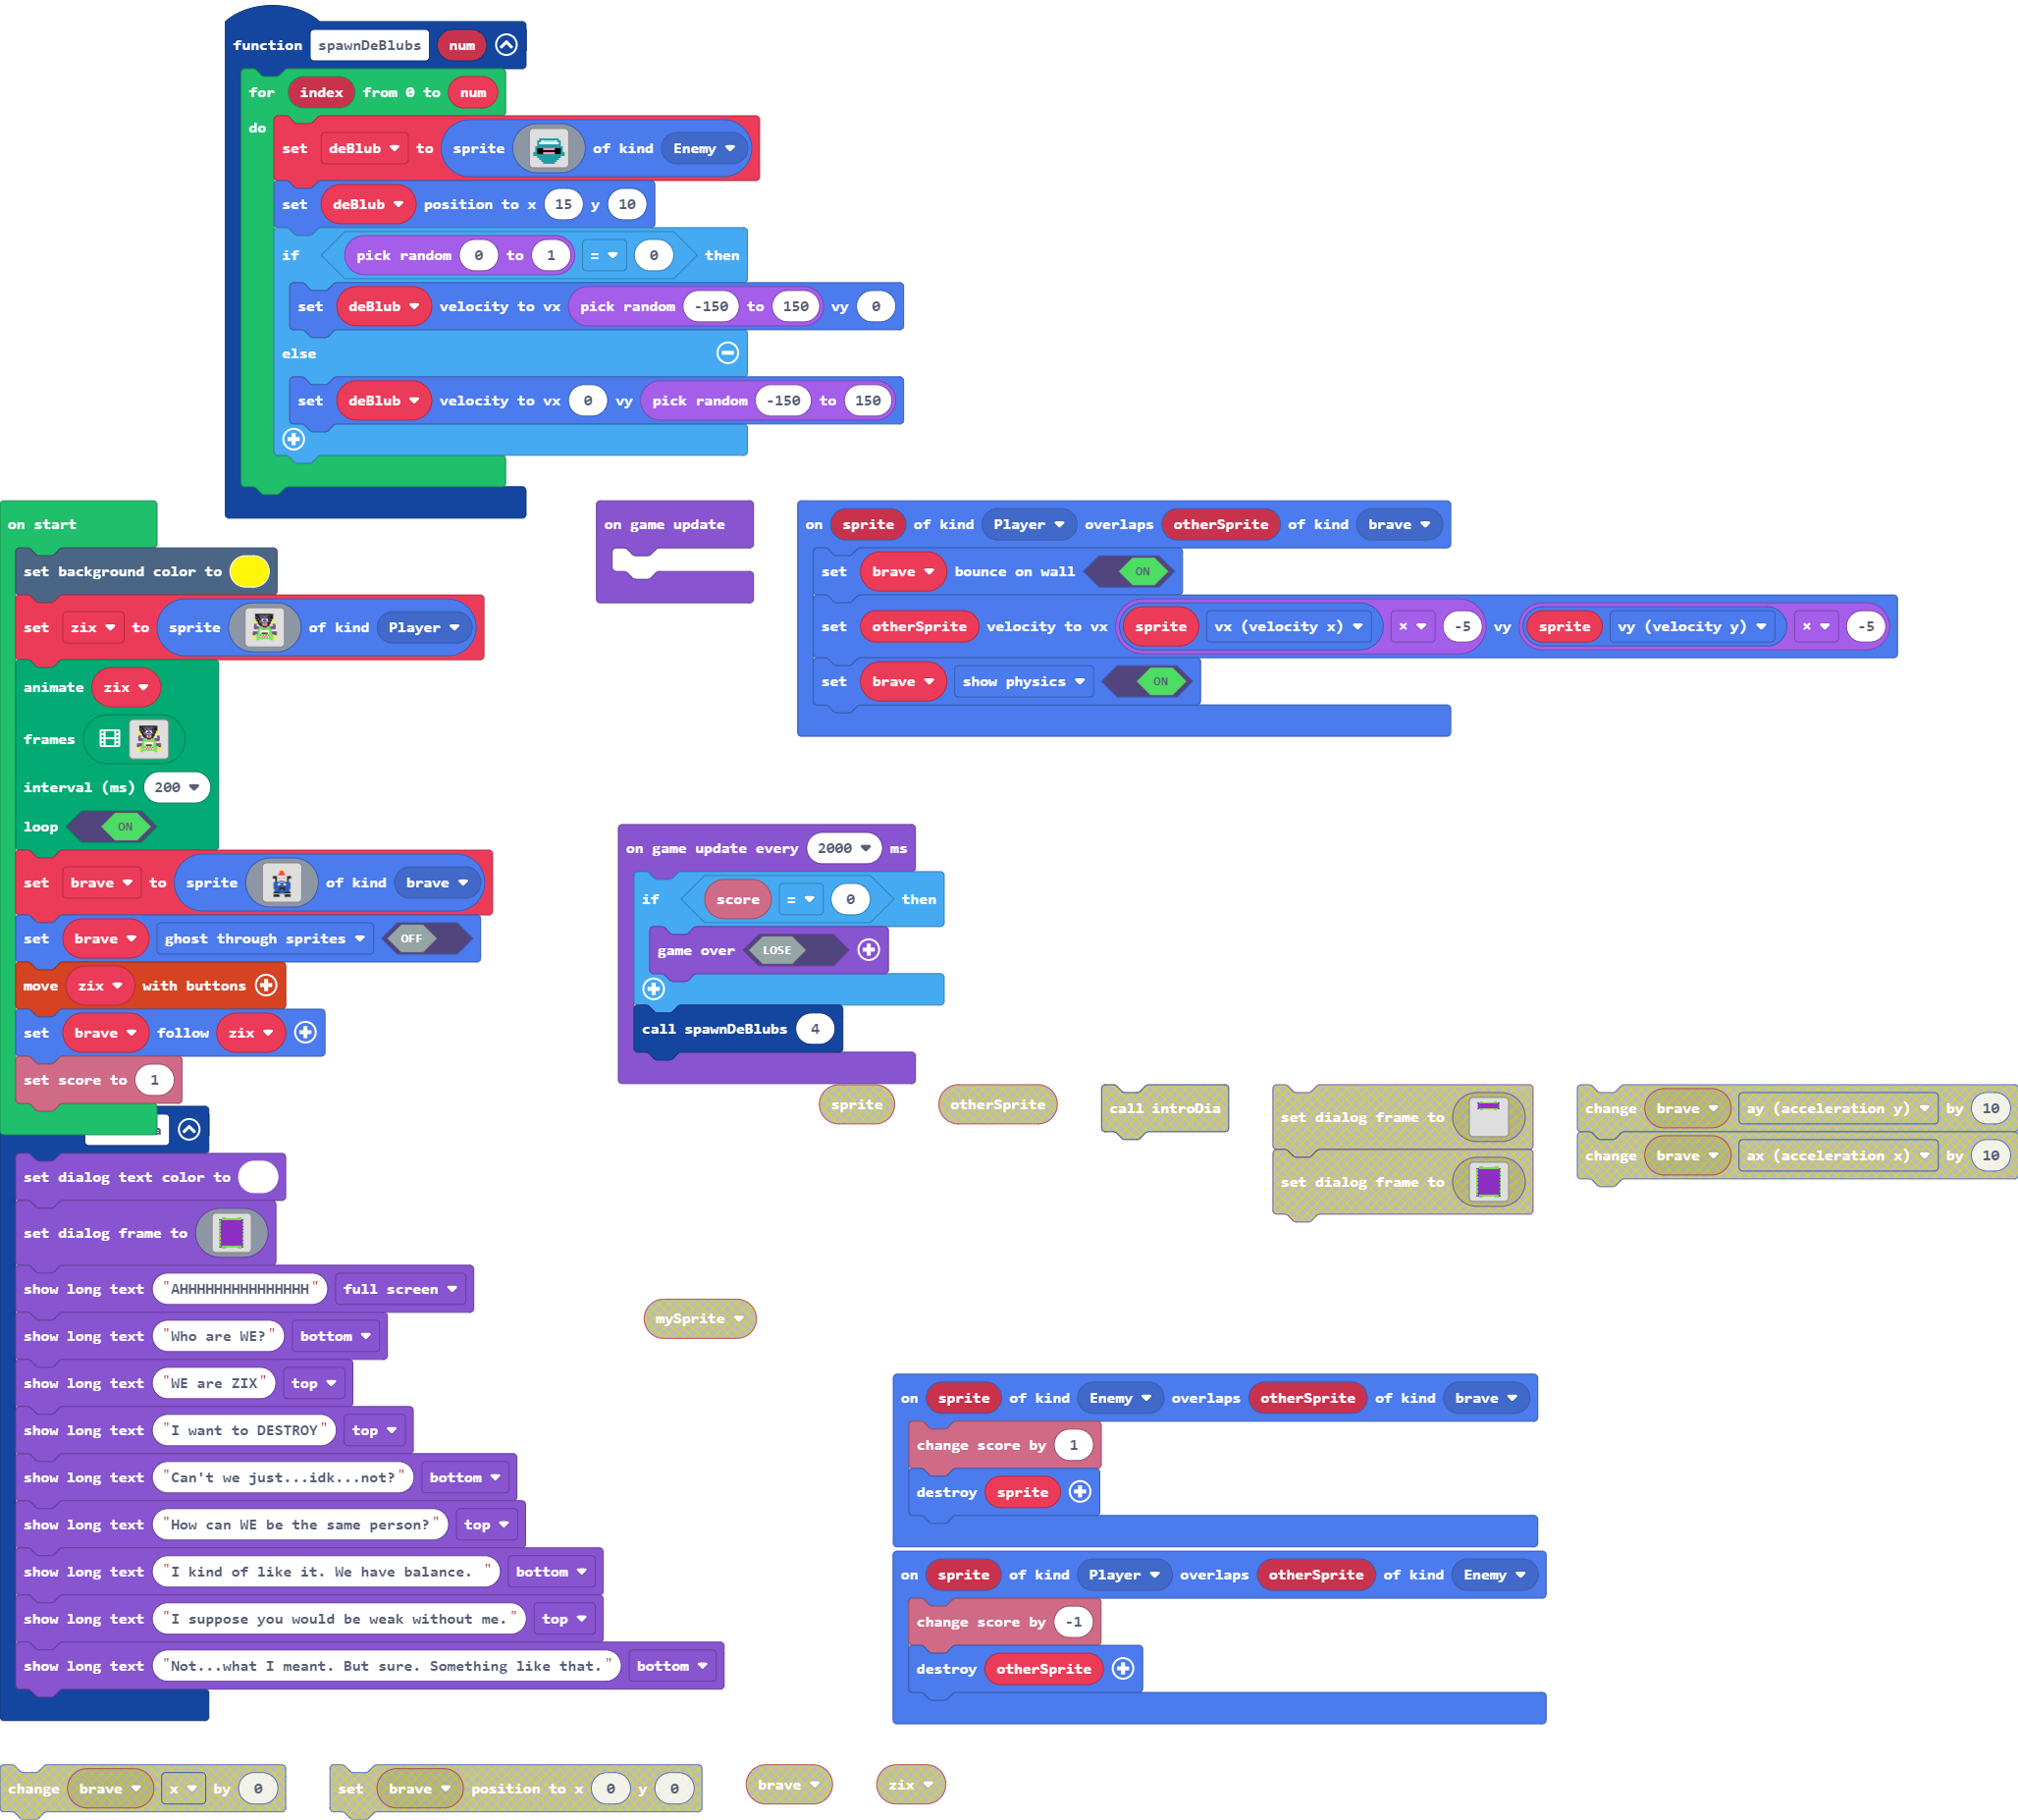 function spawnDeBlubs num
for index from 0 to num
do
set deBlub to sprite of kind Enemy
set deBlub position to x 15 y 10
if pick random 0 to 1 = 0 then
set deBlub velocity to vx pick random -150 to 150 vy 0
else
set deBlub velocity to vx 0 vy pick random -150 to 150
on start
set background color to
set zix to sprite of kind Player
animate zix
frames
interval (ms) 200
loop ON
set brave to sprite of kind brave
set brave ghost through sprites OFF
move zix with buttons
set brave follow zix
set score to 1
on game update
on sprite of kind Player overlaps otherSprite of kind brave
set brave bounce on wall ON
set otherSprite velocity to vx sprite vx (velocity x) × -5 vy sprite vy (velocity y) × -5
set brave show physics ON
on game update every 2000 ms
if score = 0 then
game over LOSE
call spawnDeBlubs 4
sprite
otherSprite
call introDia
set dialog frame to
set dialog frame to
change brave ay (acceleration y) by 10
change brave ax (acceleration x) by 10
set dialog text color to
set dialog frame to
show long text "AHHHHHHHHHHHHHHH" full screen
show long text "Who are WE?" bottom
show long text "WE are ZIX" top
show long text "I want to DESTROY" top
show long text "Can't we just...idk...not?" bottom
show long text "How can WE be the same person?" top
show long text "I kind of like it. We have balance. " bottom
show long text "I suppose you would be weak without me." top
show long text "Not...what I meant. But sure. Something like that." bottom
mySprite
on sprite of kind Enemy overlaps otherSprite of kind brave
change score by 1
destroy sprite
on sprite of kind Player overlaps otherSprite of kind Enemy
change score by -1
destroy otherSprite
change brave x by 0
set brave position to x 0 y 0
brave
zix